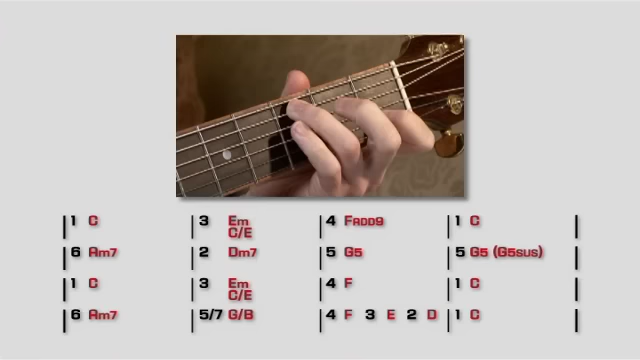 1 C 3 Em 4 Fadd9 1 C
C/E
6 Am7 2 Dm7 5 G5 5 G5 (G5sus)
1 C 3 Em 4 F 1 C
C/E
6 Am7 5/7 G/B 4 F 3 E 2 D 1 C